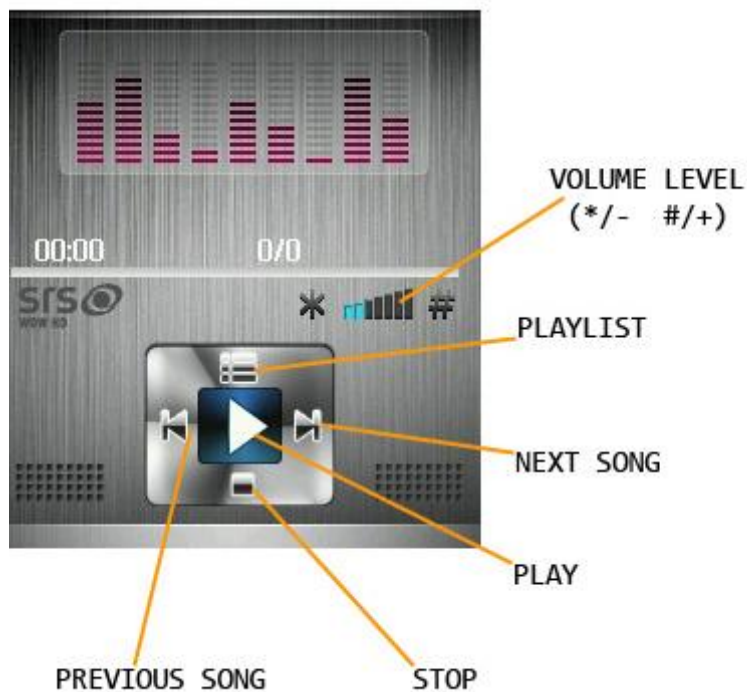 VOLUME LEVEL
(*/- #/+)
00:00 0/0
SRS
WOW HD
* #
PLAYLIST
NEXT SONG
PLAY
PREVIOUS SONG STOP